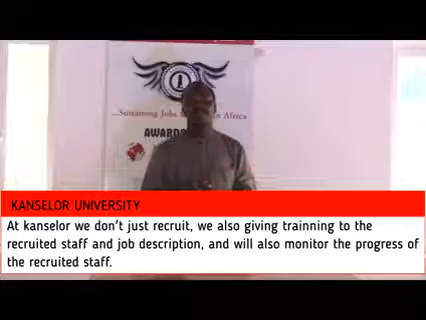 ...Sustaining Jobs
in Africa
AWARD
KANSELOR UNIVERSITY
At kanselor we don't just recruit, we also giving trainning to the
recruited staff and job description, and will also monitor the progress of
the recruited staff.